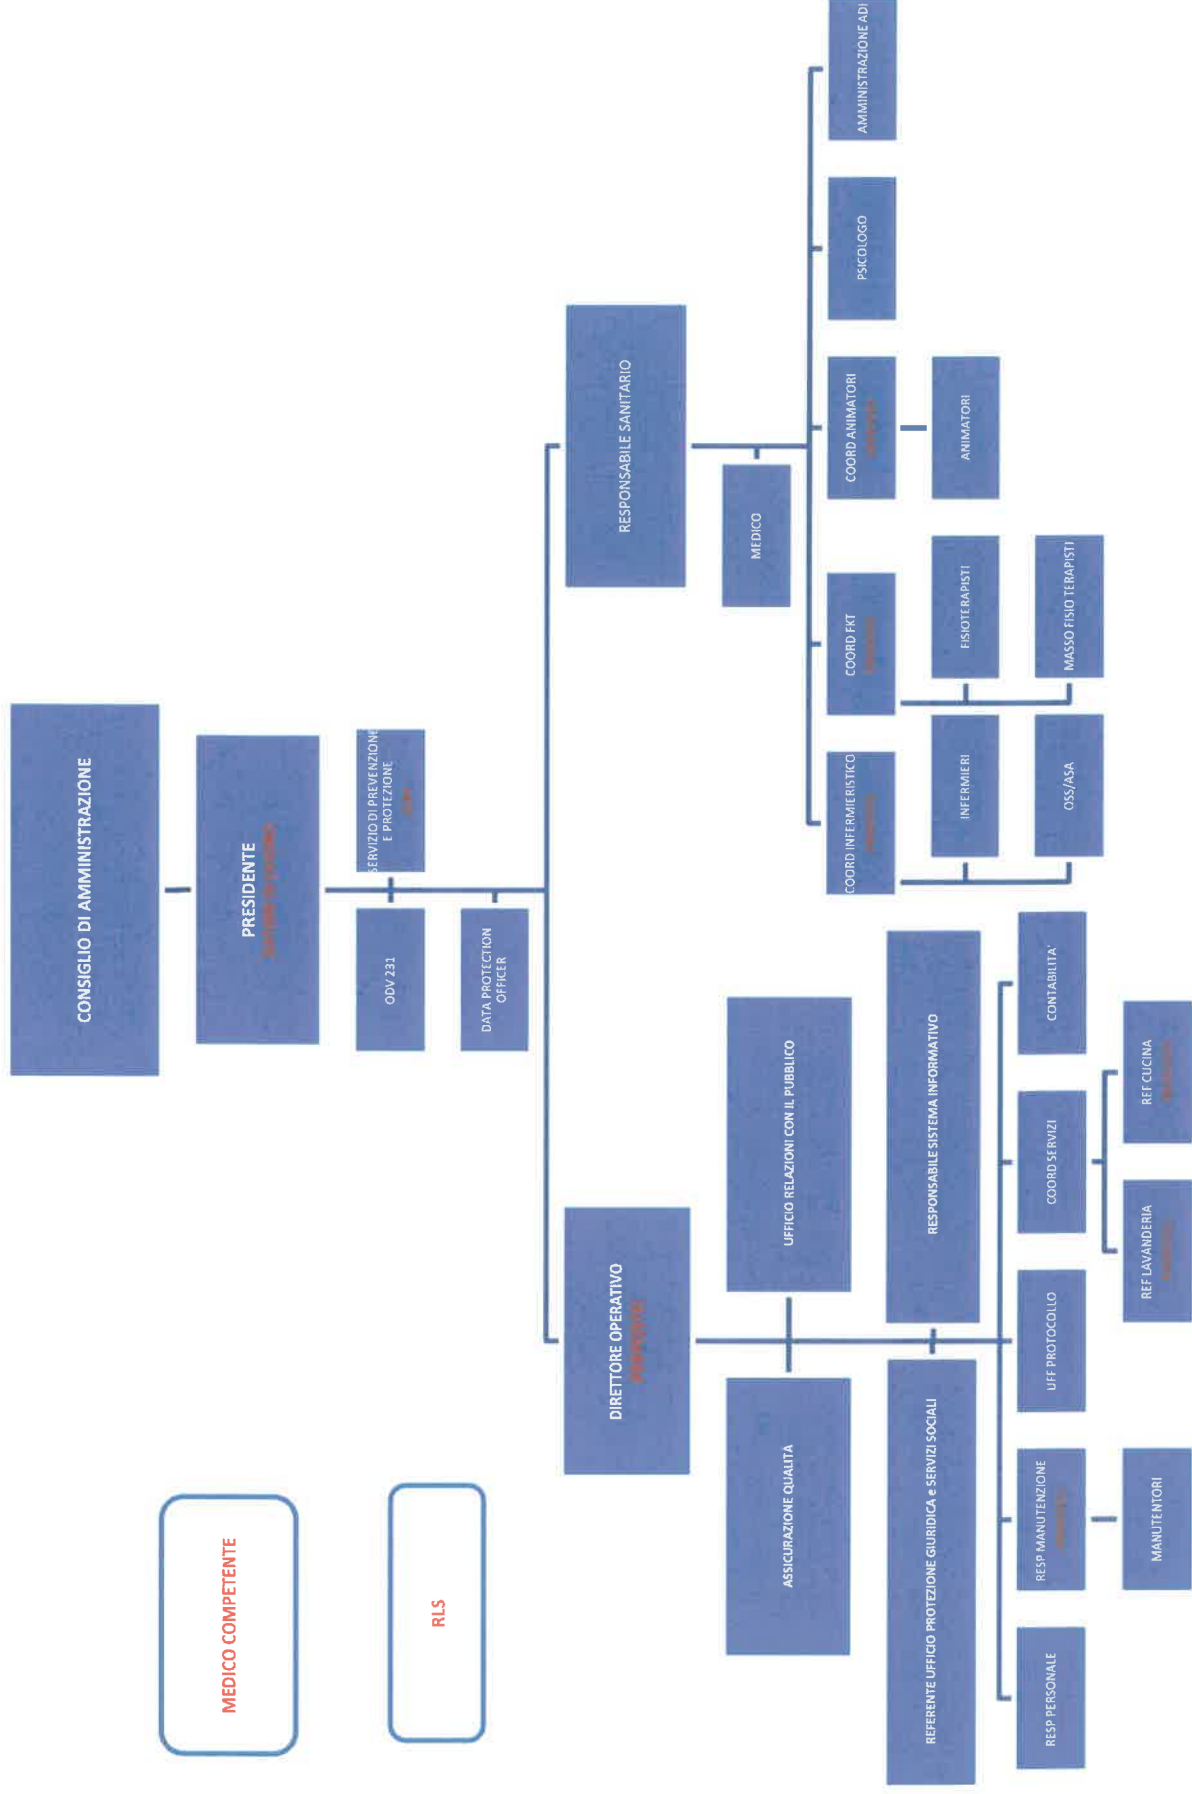 MEDICO COMPETENTE
RLS
CONSIGLIO DI AMMINISTRAZIONE
PRESIDENTE
ODV 231
SERVIZIO DI PREVENZIONE
E PROTEZIONE
DATA PROTECTION
OFFICER
DIRETTORE OPERATIVO
RESPONSABILE SANITARIO
ASSICURAZIONE QUALITÀ
UFFICIO RELAZIONI CON IL PUBBLICO
MEDICO
REFERENTE UFFICIO PROTEZIONE GIURIDICA e SERVIZI SOCIALI
RESPONSABILE SISTEMA INFORMATIVO
COORD INFERMIERISTICO
COORD FKT
COORD ANIMATORI
PSICOLOGO
AMMINISTRAZIONE ADI
INFERMIERI
FISIOTERAPISTI
ANIMATORI
OSS/ASA
MASSO FISIO TERAPISTI
RESP PERSONALE
RESP MANUTENZIONE
UFF PROTOCOLLO
COORD SERVIZI
CONTABILITA'
MANUTENTORI
REF LAVANDERIA
REF CUCINA